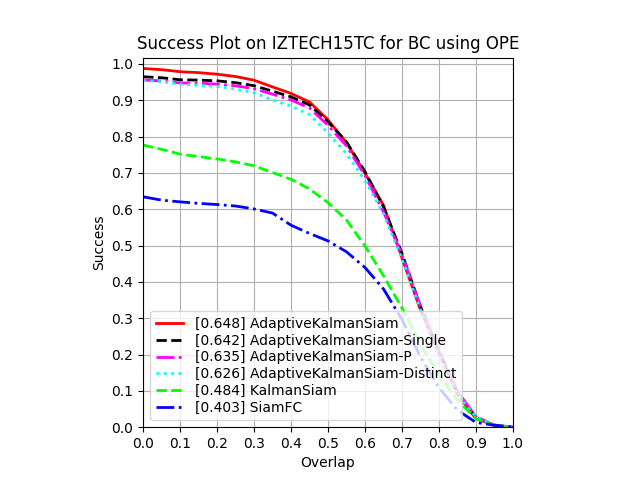 Success Plot on IZTECH15TC for BC using OPE
1.0
0.9
0.8
0.7
0.6
0.5
0.4
0.3
0.2
0.1
0.0
Success
[0.648] AdaptiveKalmanSiam
[0.642] AdaptiveKalmanSiam-Single
[0.635] AdaptiveKalmanSiam-P
[0.626] AdaptiveKalmanSiam-Distinct
[0.484] KalmanSiam
[0.403] SiamFC
0.0 0.1 0.2 0.3 0.4 0.5 0.6 0.7 0.8 0.9 1.0
Overlap